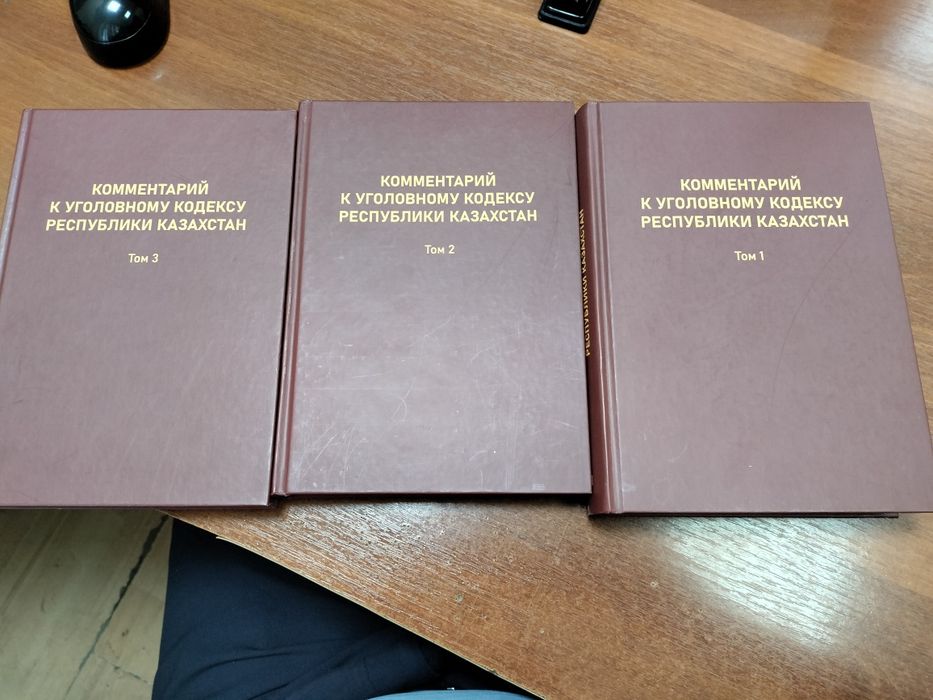 КОММЕНТАРИЙ
К УГОЛОВНОМУ КОДЕКСУ
РЕСПУБЛИКИ КАЗАХСТАН
Том 3
КОММЕНТАРИЙ
К УГОЛОВНОМУ КОДЕКСУ
РЕСПУБЛИКИ КАЗАХСТАН
Том 2
РЕСПУБЛИКИ КАЗАХСТАН
КОММЕНТАРИЙ
К УГОЛОВНОМУ КОДЕКСУ
РЕСПУБЛИКИ КАЗАХСТАН
Том 1